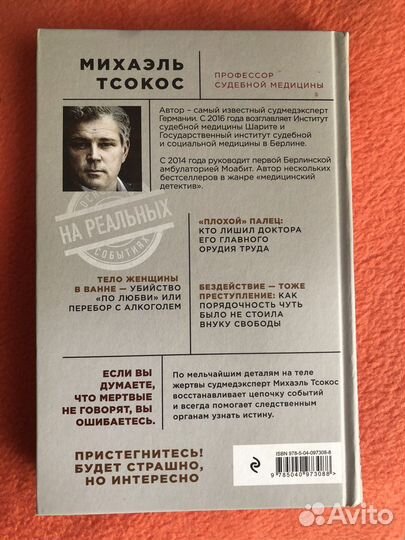 МИХАЭЛЬ
ТСОКОС
ПРОФЕССОР
СУДЕБНОЙ МЕДИЦИНЫ
Автор – самый известный судмедэксперт
Германии. С 2016 года возглавляет Институт
судебной медицины Шарите и
Государственный институт судебной
и социальной медицины в Берлине.
С 2014 года руководит первой Берлинской
амбулаторией Моабит. Автор нескольких
бестселлеров в жанре «медицинский
детектив».
НА РЕАЛЬНЫХ
СОБЫТИЯХ
«ПЛОХОЙ» ПАЛЕЦ:
КТО ЛИШИЛ ДОКТОРА
ЕГО ГЛАВНОГО
ОРУДИЯ ТРУДА
ТЕЛО ЖЕНЩИНЫ
В ВАННЕ — УБИЙСТВО
«ПО ЛЮБВИ» ИЛИ
ПЕРЕБОР С АЛКОГОЛЕМ
БЕЗДЕЙСТВИЕ — ТОЖЕ
ПРЕСТУПЛЕНИЕ: КАК
ПОРЯДОЧНОСТЬ ЧУТЬ
БЫЛО НЕ СТОИЛА
ВНУКУ СВОБОДЫ
ЕСЛИ ВЫ
ДУМАЕТЕ,
ЧТО МЕРТВЫЕ
НЕ ГОВОРЯТ, ВЫ
ОШИБАЕТЕСЬ.
По мельчайшим деталям на теле
жертвы судмедэксперт Михаэль Тсокос
восстанавливает цепочку событий
и всегда помогает следственным
органам узнать истину.
ПРИСТЕГНИТЕСЬ!
БУДЕТ СТРАШНО,
НО ИНТЕРЕСНО
ISBN 978-5-04-097308-8
9 785040 973088 >
Avito